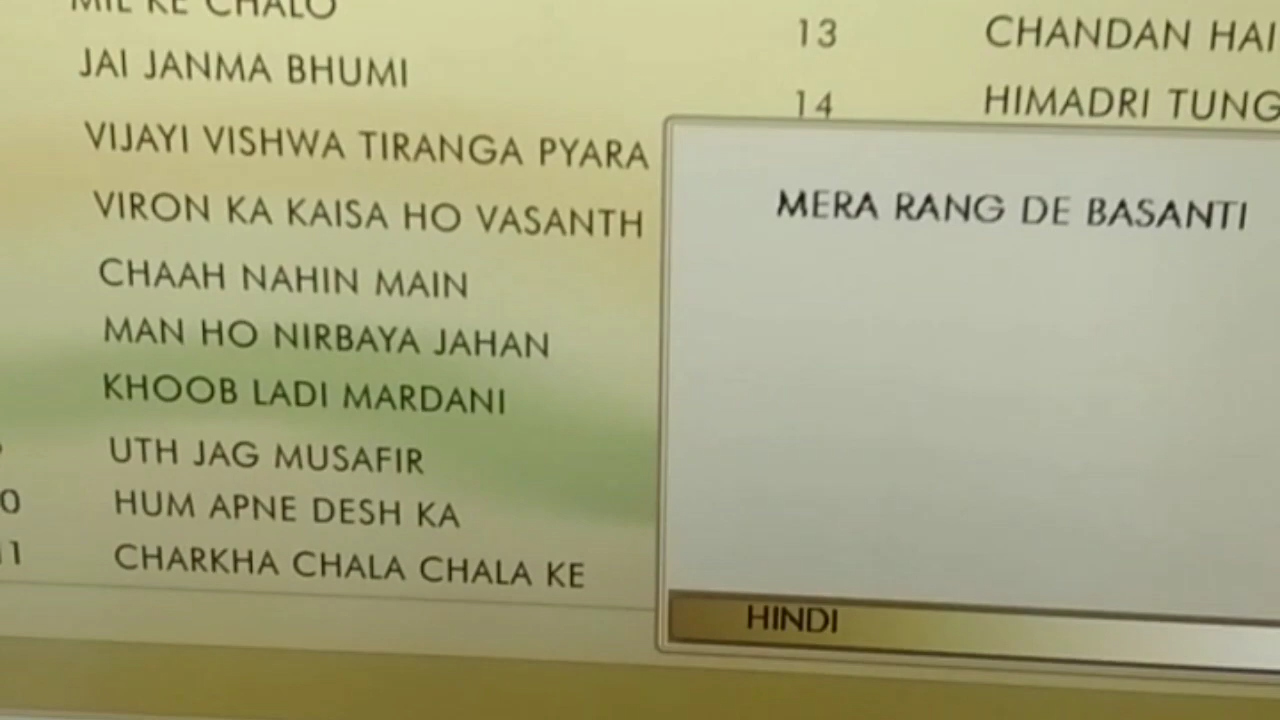 MIL KE CHALO
JAI JANMA BHUMI
VIJAYI VISHWA TIRANGA PYARA
VIRON KA KAISA HO VASANTH
CHAAH NAHIN MAIN
MAN HO NIRBAYA JAHAN
KHOOB LADI MARDANI
UTH JAG MUSAFIR
0 HUM APNE DESH KA
11 CHARKHA CHALA CHALA KE
13 CHANDAN HAI
14 HIMADRI TUNG
MERA RANG DE BASANTI
HINDI